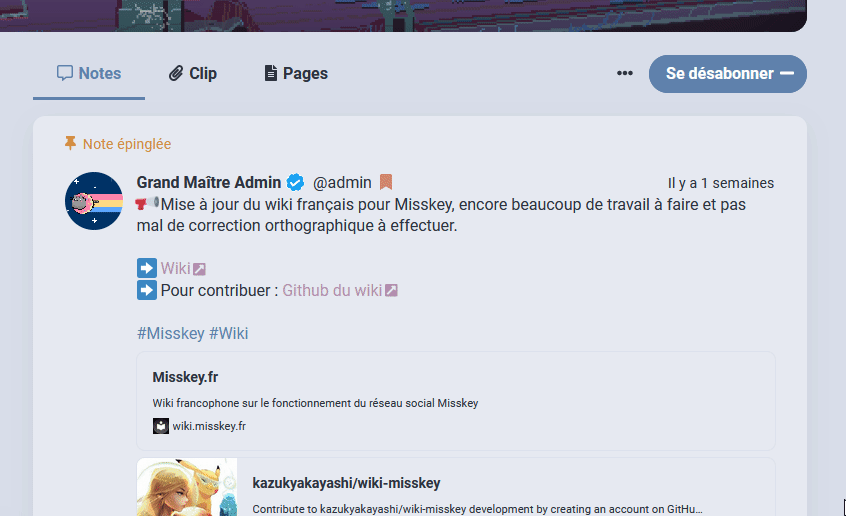 Notes Clip Pages ••• Se désabonner
Note épinglée
Grand Maître Admin @admin Il y a 1 semaines
Mise à jour du wiki français pour Misskey, encore beaucoup de travail à faire et pas
mal de correction orthographique à effectuer.
Wiki
Pour contribuer : Github du wiki
#Misskey #Wiki
Misskey.fr
Wiki francophone sur le fonctionnement du réseau social Misskey
wiki.misskey.fr
kazukyakayashi/wiki-misskey
Contribute to kazukyakayashi/wiki-misskey development by creating an account on GitHu…